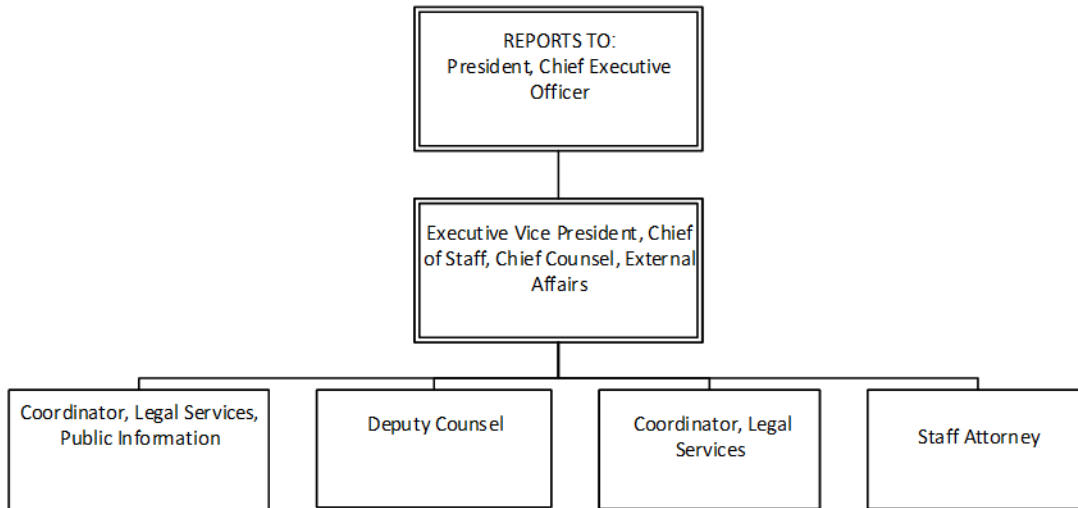 REPORTS TO:
President, Chief Executive
Officer
Executive Vice President, Chief
of Staff, Chief Counsel, External
Affairs
Coordinator, Legal Services,
Public Information
Deputy Counsel
Coordinator, Legal
Services
Staff Attorney